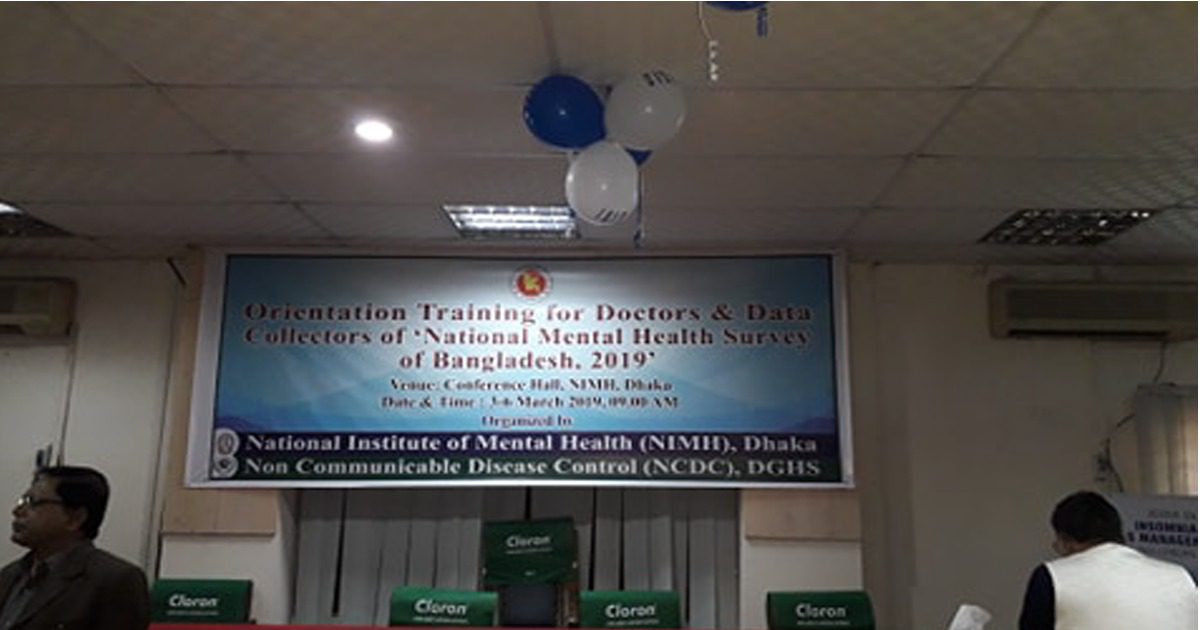 Orientation Training for Doctors & Data
Collectors of 'National Mental Health Survey
of Bangladesh, 2019'
Venue: Conference Hall, NIMH, Dhaka
Date & Time : 3-6 March 2019, 09.00 AM
Organized by
National Institute of Mental Health (NIMH), Dhaka
Non Communicable Disease Control (NCDC), DGHS
INSOMNIA
& MANAGEM
Cloron
Cloron
Cloron
Cloron
Cloron